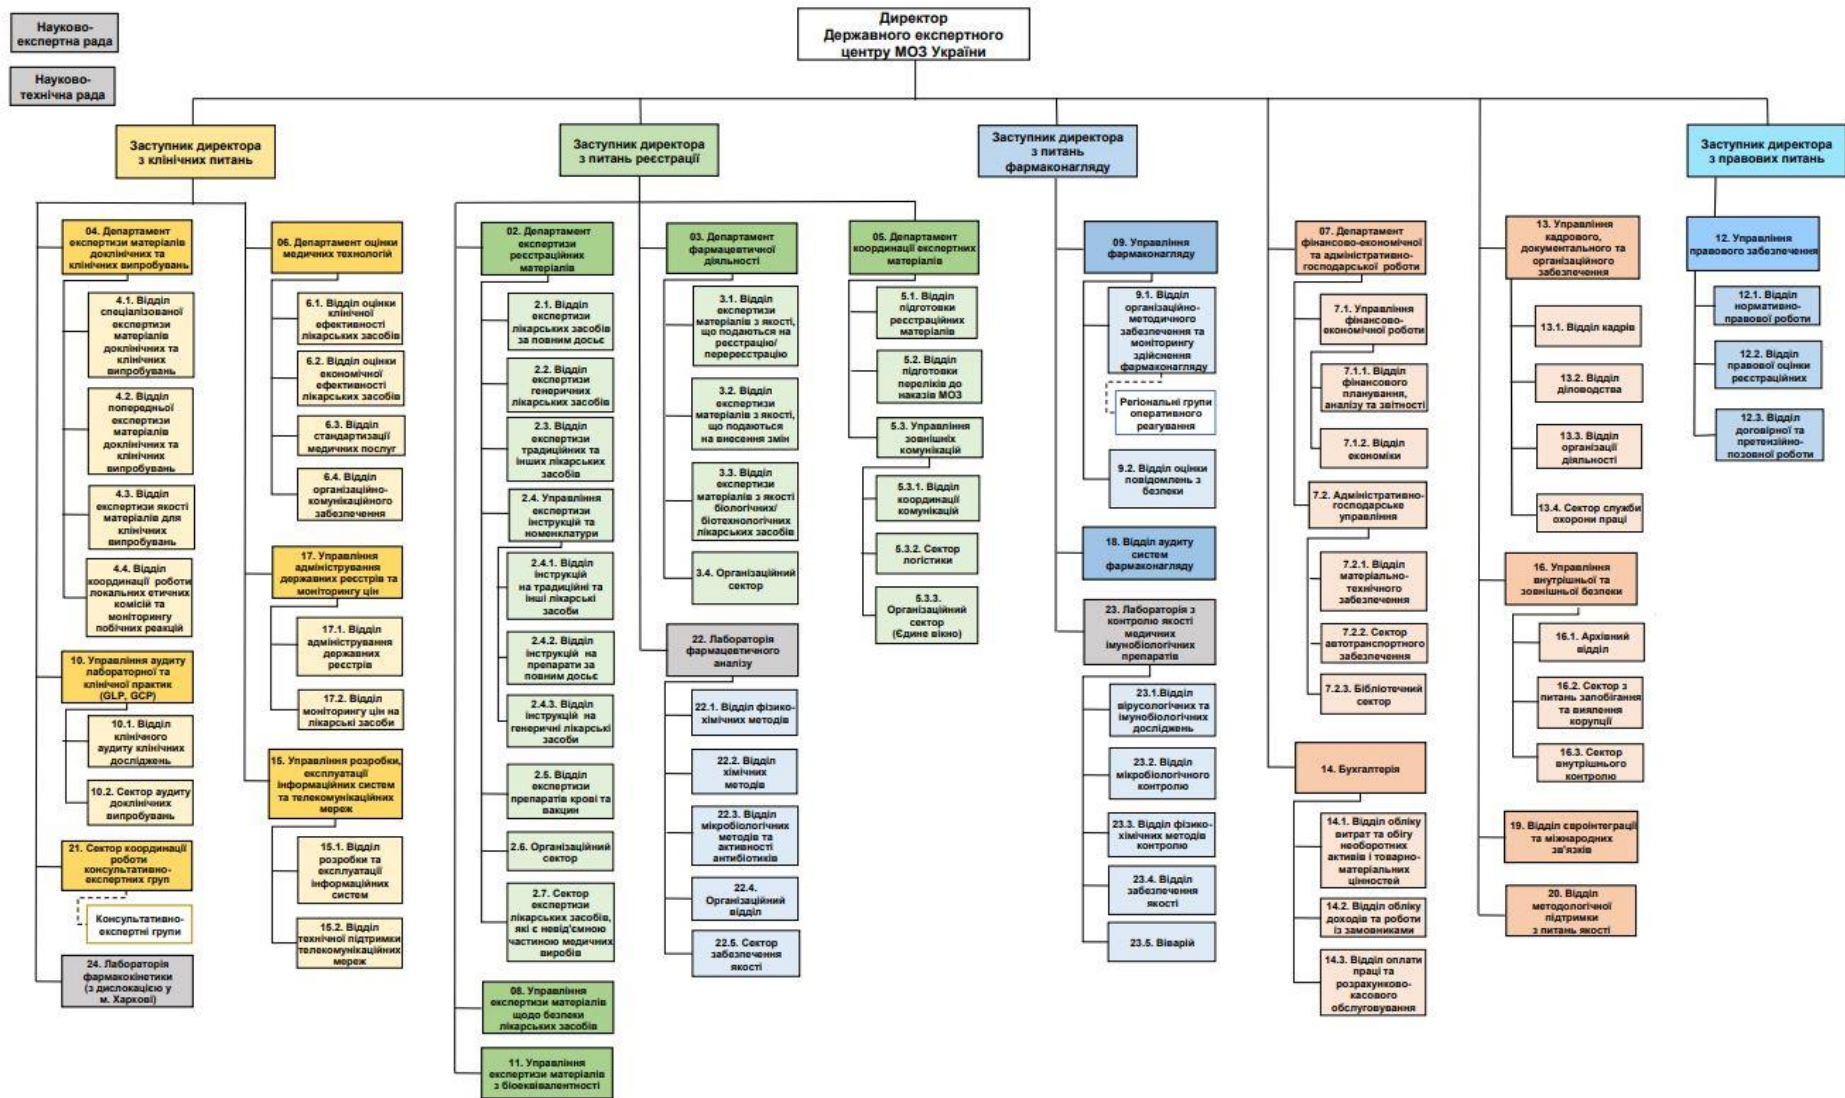 Науково-
експертна рада
Науково-
технічна рада
Директор
Державного експертного
центру МОЗ України
Заступник директора
з клінічних питань
04. Департамент
експертизи матеріалів
доклінічних та
клінічних випробувань
4.1. Відділ
спеціалізованої
експертизи
матеріалів
доклінічних та
клінічних
випробувань
4.2. Відділ
попередньої
експертизи
матеріалів
доклінічних та
клінічних
випробувань
4.3. Відділ
експертизи якості
матеріалів для
клінічних
випробувань
4.4. Відділ
координації роботи
локальних етичних
комісій та
моніторингу
побічних реакцій
10. Управління аудиту
лабораторної та
клінічної практик
(GLP, GCP)
10.1. Відділ
клінічного
аудиту клінічних
досліджень
10.2. Сектор аудиту
доклінічних
випробувань
21. Сектор координації
роботи
консультативно-
експертних груп
Консультативно-
експертні групи
24. Лабораторія
фармакокінетики
(з дислокацією у
м. Харкові)
06. Департамент оцінки
медичних технологій
6.1. Відділ оцінки
клінічної
ефективності
лікарських засобів
6.2. Відділ оцінки
економічної
ефективності
лікарських засобів
6.3. Відділ
стандартизації
медичних послуг
6.4. Відділ
організаційно-
комунікаційного
забезпечення
17. Управління
адміністрування
державних реєстрів та
моніторингу цін
17.1. Відділ
адміністрування
державних
реєстрів
17.2. Відділ
моніторингу цін на
лікарські засоби
15. Управління розробки,
експлуатації
інформаційних систем
та телекомунікаційних
мереж
15.1. Відділ
розробки та
експлуатації
інформаційних
систем
15.2. Відділ
технічної підтримки
телекомунікаційних
мереж
Заступник директора
з питань реєстрації
02. Департамент
експертизи
реєстраційних
матеріалів
2.1. Відділ
експертизи
лікарських засобів
за повним досьє
2.2. Відділ
експертизи
генеричних
лікарських засобів
2.3. Відділ
експертизи
традиційних та
інших лікарських
засобів
2.4. Управління
експертизи
інструкцій та
номенклатури
2.4.1. Відділ
інструкцій
на традиційні та
інші лікарські
засоби
2.4.2. Відділ
інструкцій на
препарати за
повним досьє
2.4.3. Відділ
інструкцій на
генеричні лікарські
засоби
2.5. Відділ
експертизи
препаратів крові та
вакцин
2.6. Організаційний
сектор
2.7. Сектор
експертизи
лікарських засобів,
які є невід'ємною
частиною медичних
виробів
08. Управління
експертизи матеріалів
щодо безпеки
лікарських засобів
11. Управління
експертизи матеріалів
з біоеквівалентності
03. Департамент
фармацевтичної
діяльності
3.1. Відділ
експертизи
матеріалів з якості,
що подаються на
реєстрацію/
перереєстрацію
3.2. Відділ
експертизи
матеріалів з якості,
що подаються
на внесення змін
3.3. Відділ
експертизи
матеріалів з якості
біологічних/
біотехнологічних
лікарських засобів
3.4. Організаційний
сектор
22. Лабораторія
фармацевтичного
аналізу
22.1. Відділ фізико-
хімічних методів
22.2. Відділ
хімічних
методів
22.3. Відділ
мікробіологічних
методів та
активності
антибіотиків
22.4.
Організаційний
відділ
22.5. Сектор
забезпечення
якості
05. Департамент
координації експертних
матеріалів
5.1. Відділ
підготовки
реєстраційних
матеріалів
5.2. Відділ
підготовки
переліків до
наказів МОЗ
5.3. Управління
зовнішніх
комунікацій
5.3.1. Відділ
координації
комунікацій
5.3.2. Сектор
логістики
5.3.3.
Організаційний
сектор
(Єдине вікно)
Заступник директора
з питань
фармаконагляду
09. Управління
фармаконагляду
9.1. Відділ
організаційно-
методичного
забезпечення та
моніторингу
здійснення
фармаконагляду
Регіональні групи
оперативного
реагування
9.2. Відділ оцінки
повідомлень з
безпеки
18. Відділ аудиту
систем
фармаконагляду
23. Лабораторія з
контролю якості
медичних
імунобіологічних
препаратів
23.1.Відділ
вірусологічних та
імунобіологічних
досліджень
23.2. Відділ
мікробіологічного
контролю
23.3. Відділ фізико-
хімічних методів
контролю
23.4. Відділ
забезпечення
якості
23.5. Віварій
07. Департамент
фінансово-економічної
та адміністративно-
господарської роботи
7.1. Управління
фінансово-
економічної роботи
7.1.1. Відділ
фінансового
планування,
аналізу та звітності
7.1.2. Відділ
економіки
7.2. Адміністративно-
господарське
управління
7.2.1. Відділ
матеріально-
технічного
забезпечення
7.2.2. Сектор
автотранспортного
забезпечення
7.2.3. Бібліотечний
сектор
14. Бухгалтерія
14.1. Відділ обліку
витрат та обігу
необоротних
активів і товарно-
матеріальних
цінностей
14.2. Відділ обліку
доходів та роботи
із замовниками
14.3. Відділ оплати
праці та
розрахунково-
касового
обслуговування
13. Управління
кадрового,
документального та
організаційного
забезпечення
13.1. Відділ кадрів
13.2. Відділ
діловодства
13.3. Відділ
організації
діяльності
13.4. Сектор служби
охорони праці
16. Управління
внутрішньої та
зовнішньої безпеки
16.1. Архівний
відділ
16.2. Сектор з
питань запобігання
та виявлення
корупції
16.3. Сектор
внутрішнього
контролю
19. Відділ євроінтеграції
та міжнародних
зв'язків
20. Відділ
методологічної
підтримки
з питань якості
Заступник директора
з правових питань
12. Управління
правового забезпечення
12.1. Відділ
нормативно-
правової роботи
12.2. Відділ
правової оцінки
реєстраційних
12.3. Відділ
договірної та
претензійно-
позовної роботи